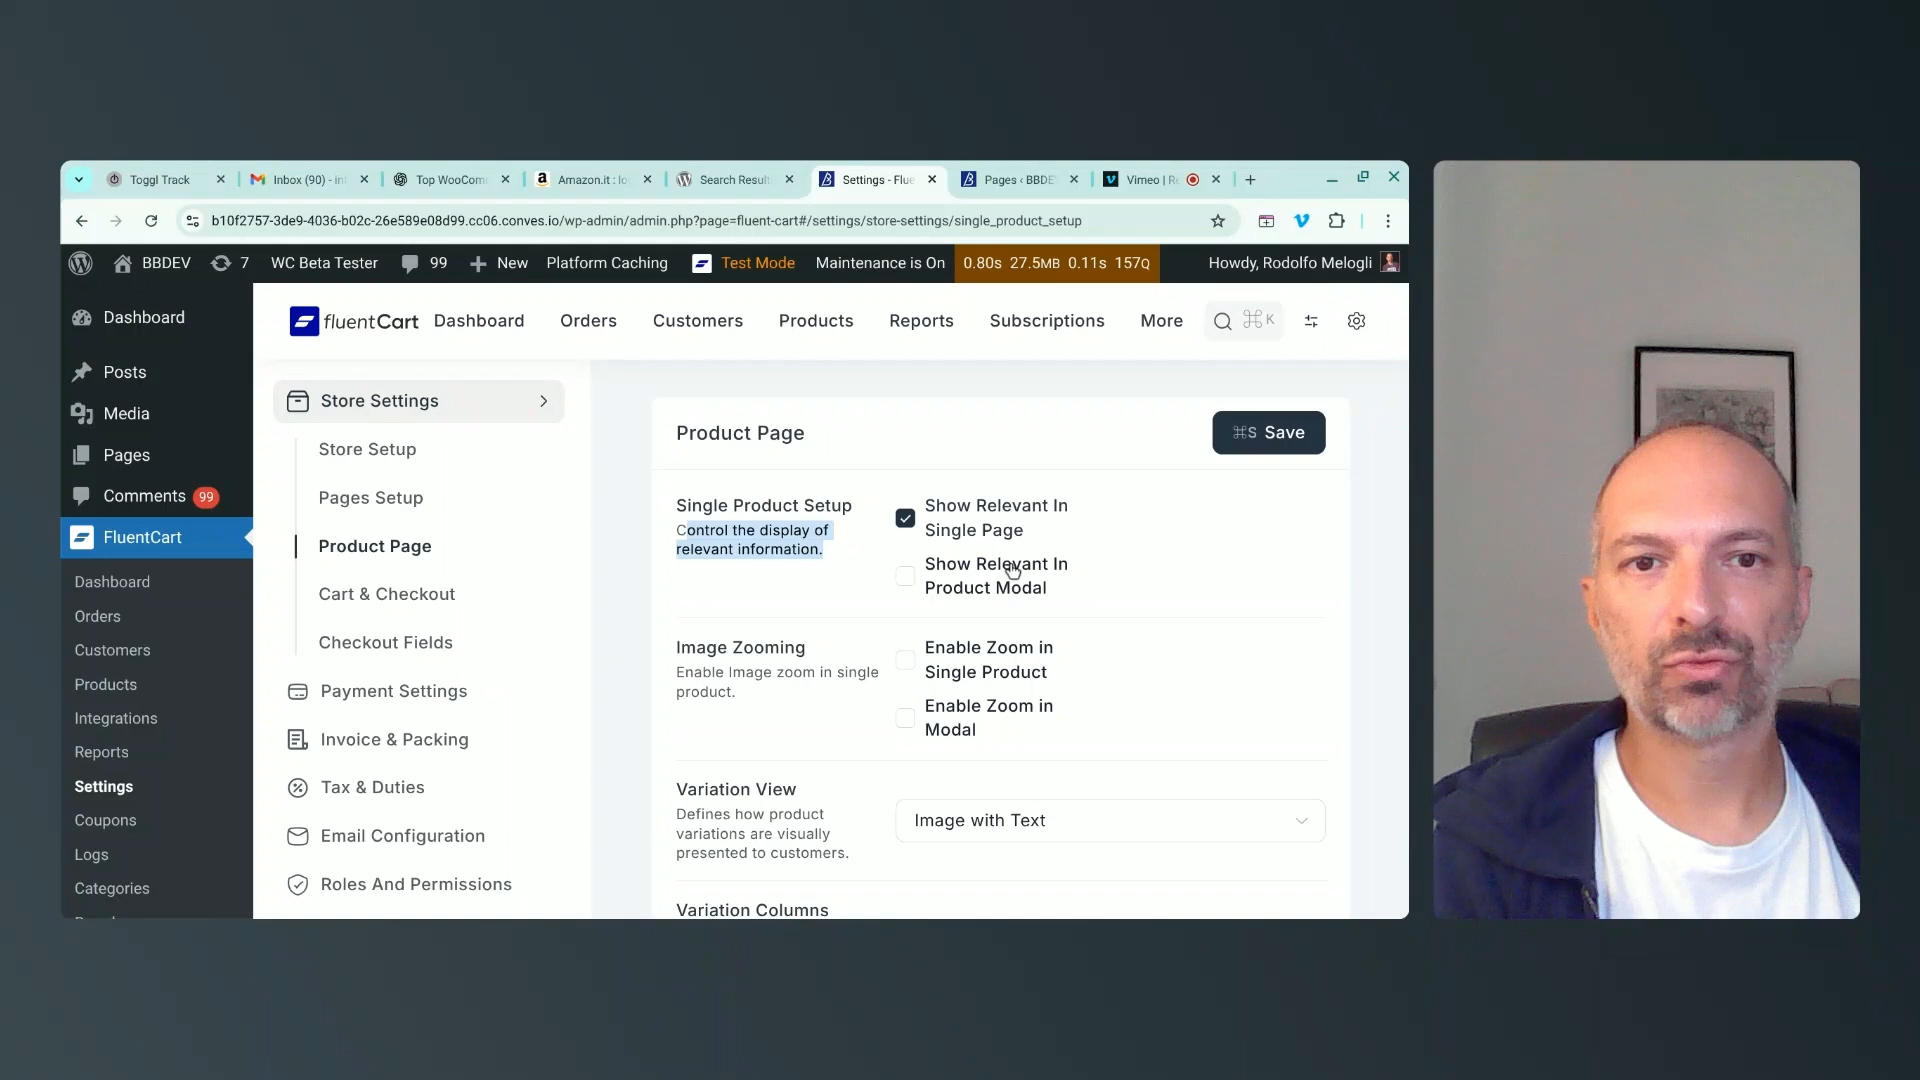 Toggl Track
Inbox (90) - in
Top WooCom
Amazon.it : lo
Search Result
Settings - Flue
Pages ‹ BBDE
Vimeo | Re
b10f2757-3de9-4036-b02c-26e589e08d99.cc06.conves.io/wp-admin/admin.php?page=fluent-cart#/settings/store-settings/single_product_setup
BBDEV
7
WC Beta Tester
99
New
Platform Caching
Test Mode
Maintenance is On
0.80s 27.5MB 0.11s 157Q
Howdy, Rodolfo Melogli
Dashboard
Posts
Media
Pages
Comments 99
FluentCart
Dashboard
Orders
Customers
Products
Integrations
Reports
Settings
Coupons
Logs
Categories
fluentCart
Dashboard
Orders
Customers
Products
Reports
Subscriptions
More
⌘K
Store Settings
Store Setup
Pages Setup
Product Page
Cart & Checkout
Checkout Fields
Payment Settings
Invoice & Packing
Tax & Duties
Email Configuration
Roles And Permissions
Product Page
⌘S Save
Single Product Setup
Control the display of
relevant information.
Show Relevant In
Single Page
Show Relevant In
Product Modal
Image Zooming
Enable Image zoom in single
product.
Enable Zoom in
Single Product
Enable Zoom in
Modal
Variation View
Defines how product
variations are visually
presented to customers.
Image with Text
Variation Columns